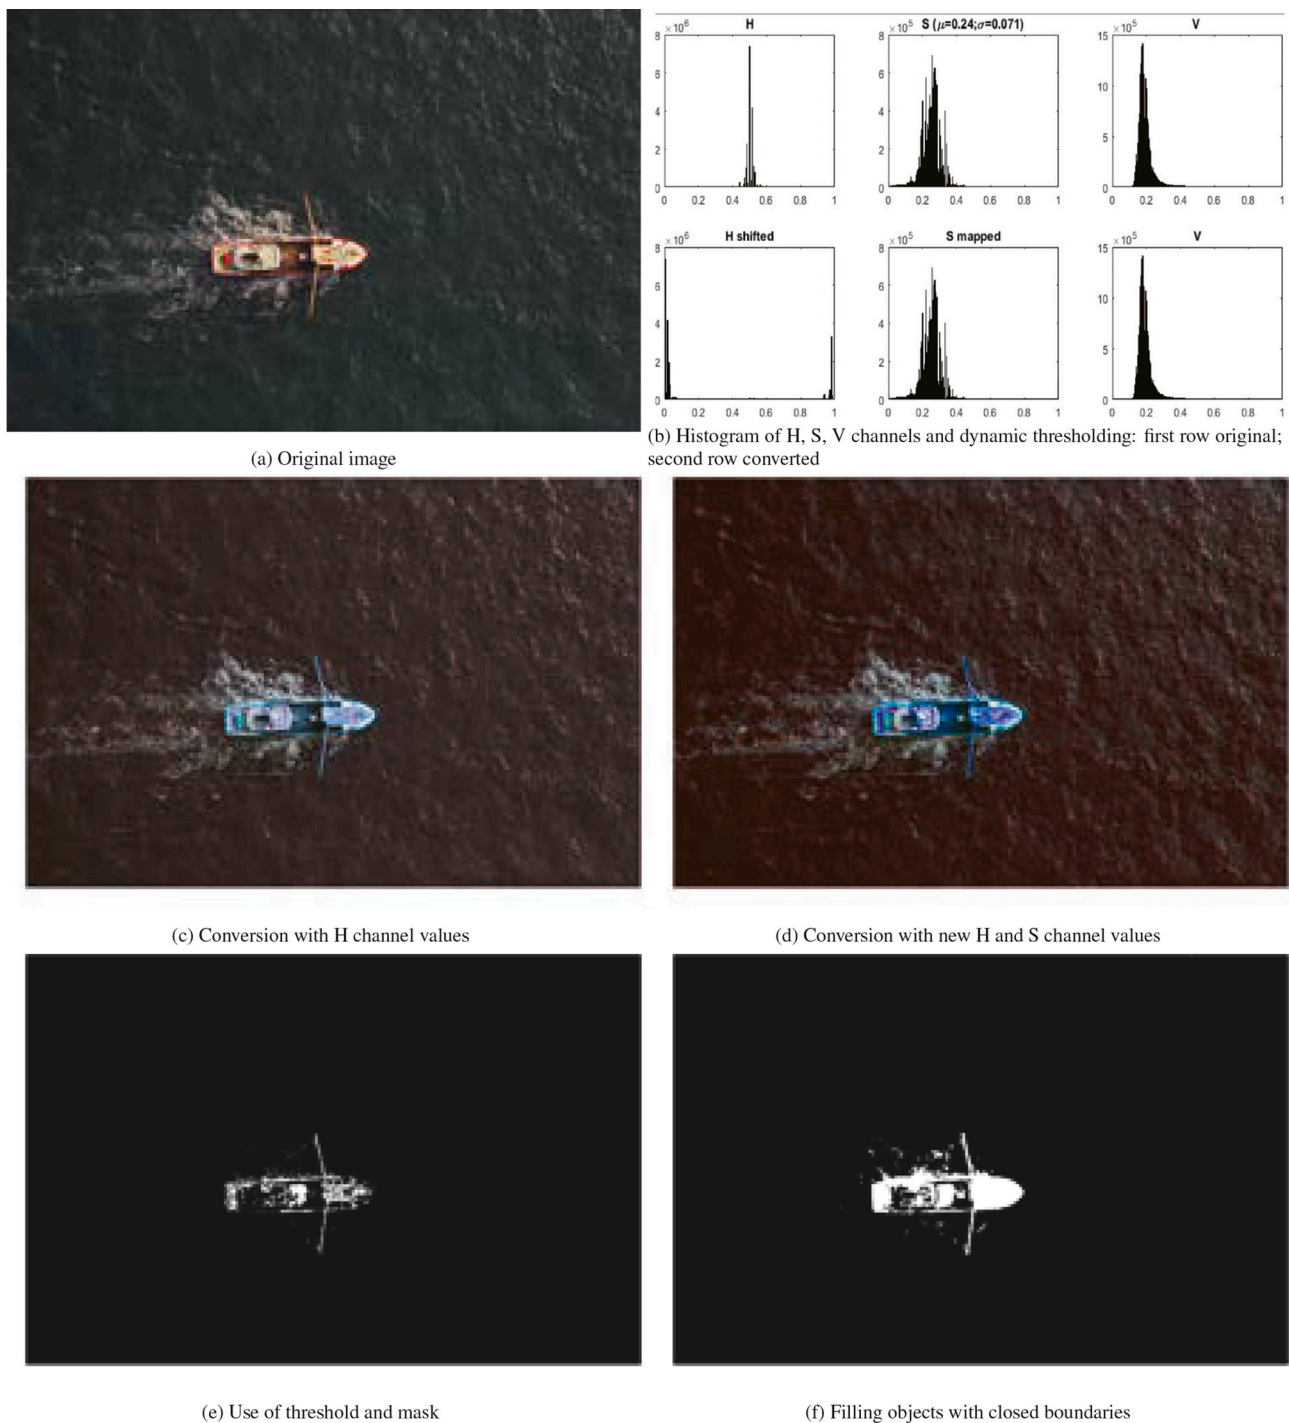 H
S (μ=0.24;σ=0.071)
V
×10⁶
×10⁵
×10⁵
8
6
4
2
0
0 0.2 0.4 0.6 0.8 1
8
6
4
2
0
0 0.2 0.4 0.6 0.8 1
15
10
5
0
0 0.2 0.4 0.6 0.8 1
H shifted
S mapped
V
×10⁶
×10⁵
×10⁵
8
6
4
2
0
0 0.2 0.4 0.6 0.8 1
8
6
4
2
0
0 0.2 0.4 0.6 0.8 1
15
10
5
0
0 0.2 0.4 0.6 0.8 1
(a) Original image
(b) Histogram of H, S, V channels and dynamic thresholding: first row original;
second row converted
(c) Conversion with H channel values
(d) Conversion with new H and S channel values
(e) Use of threshold and mask
(f) Filling objects with closed boundaries